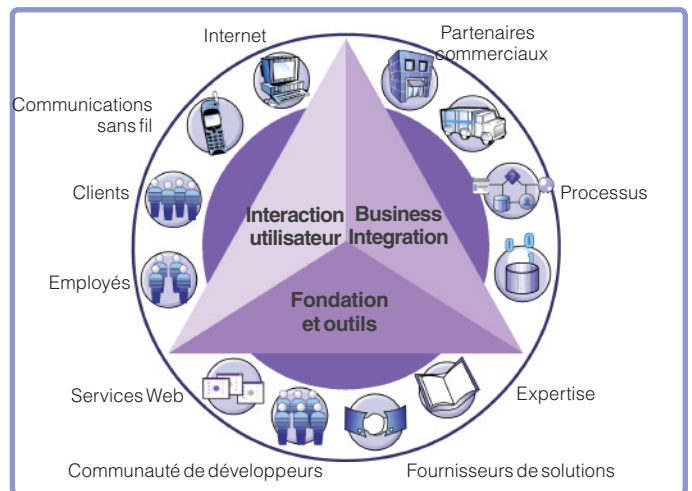 Internet
Partenaires
commerciaux
Communications
sans fil
Clients
Processus
Interaction
utilisateur
Business
Integration
Employés
Fondation
et outils
Services Web
Expertise
Communauté de développeurs
Fournisseurs de solutions